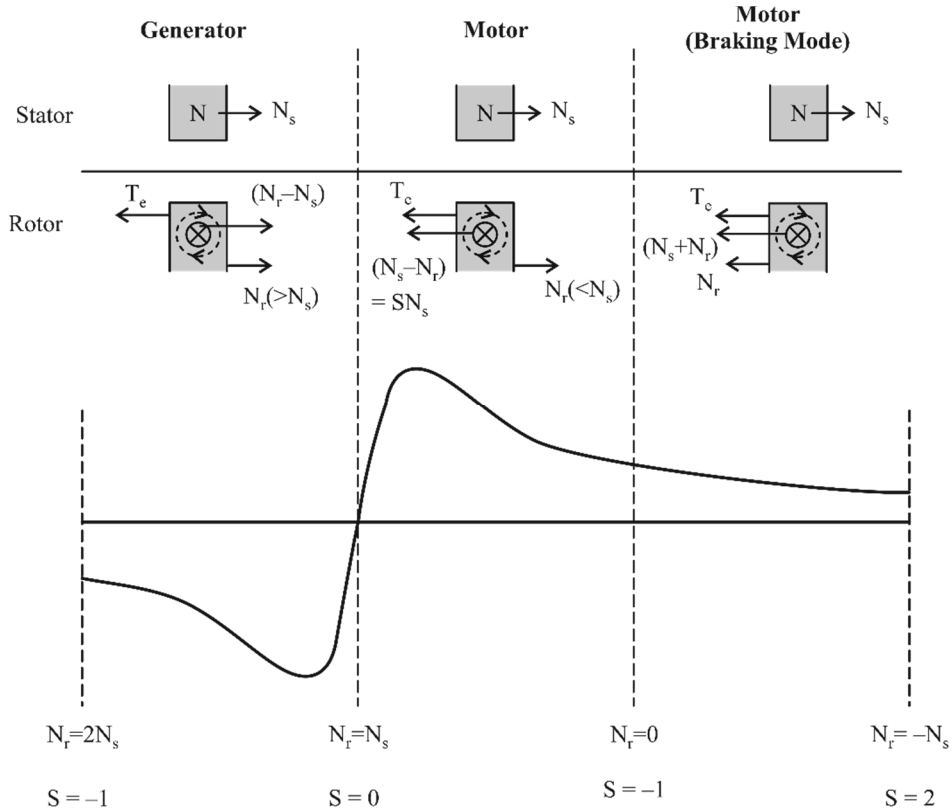 Generator
Motor
Motor
(Braking Mode)
Stator
N
Nₛ
N
Nₛ
N
Nₛ
Rotor
Tₑ
(Nᵣ–Nₛ)
Nᵣ(>Nₛ)
Tₑ
(Nₛ–Nᵣ)
= SNₛ
Nᵣ(<Nₛ)
Tₑ
(Nₛ+Nᵣ)
Nᵣ
Nᵣ=2Nₛ
Nᵣ=Nₛ
Nᵣ=0
Nᵣ= –Nₛ
S = –1
S = 0
S = –1
S = 2